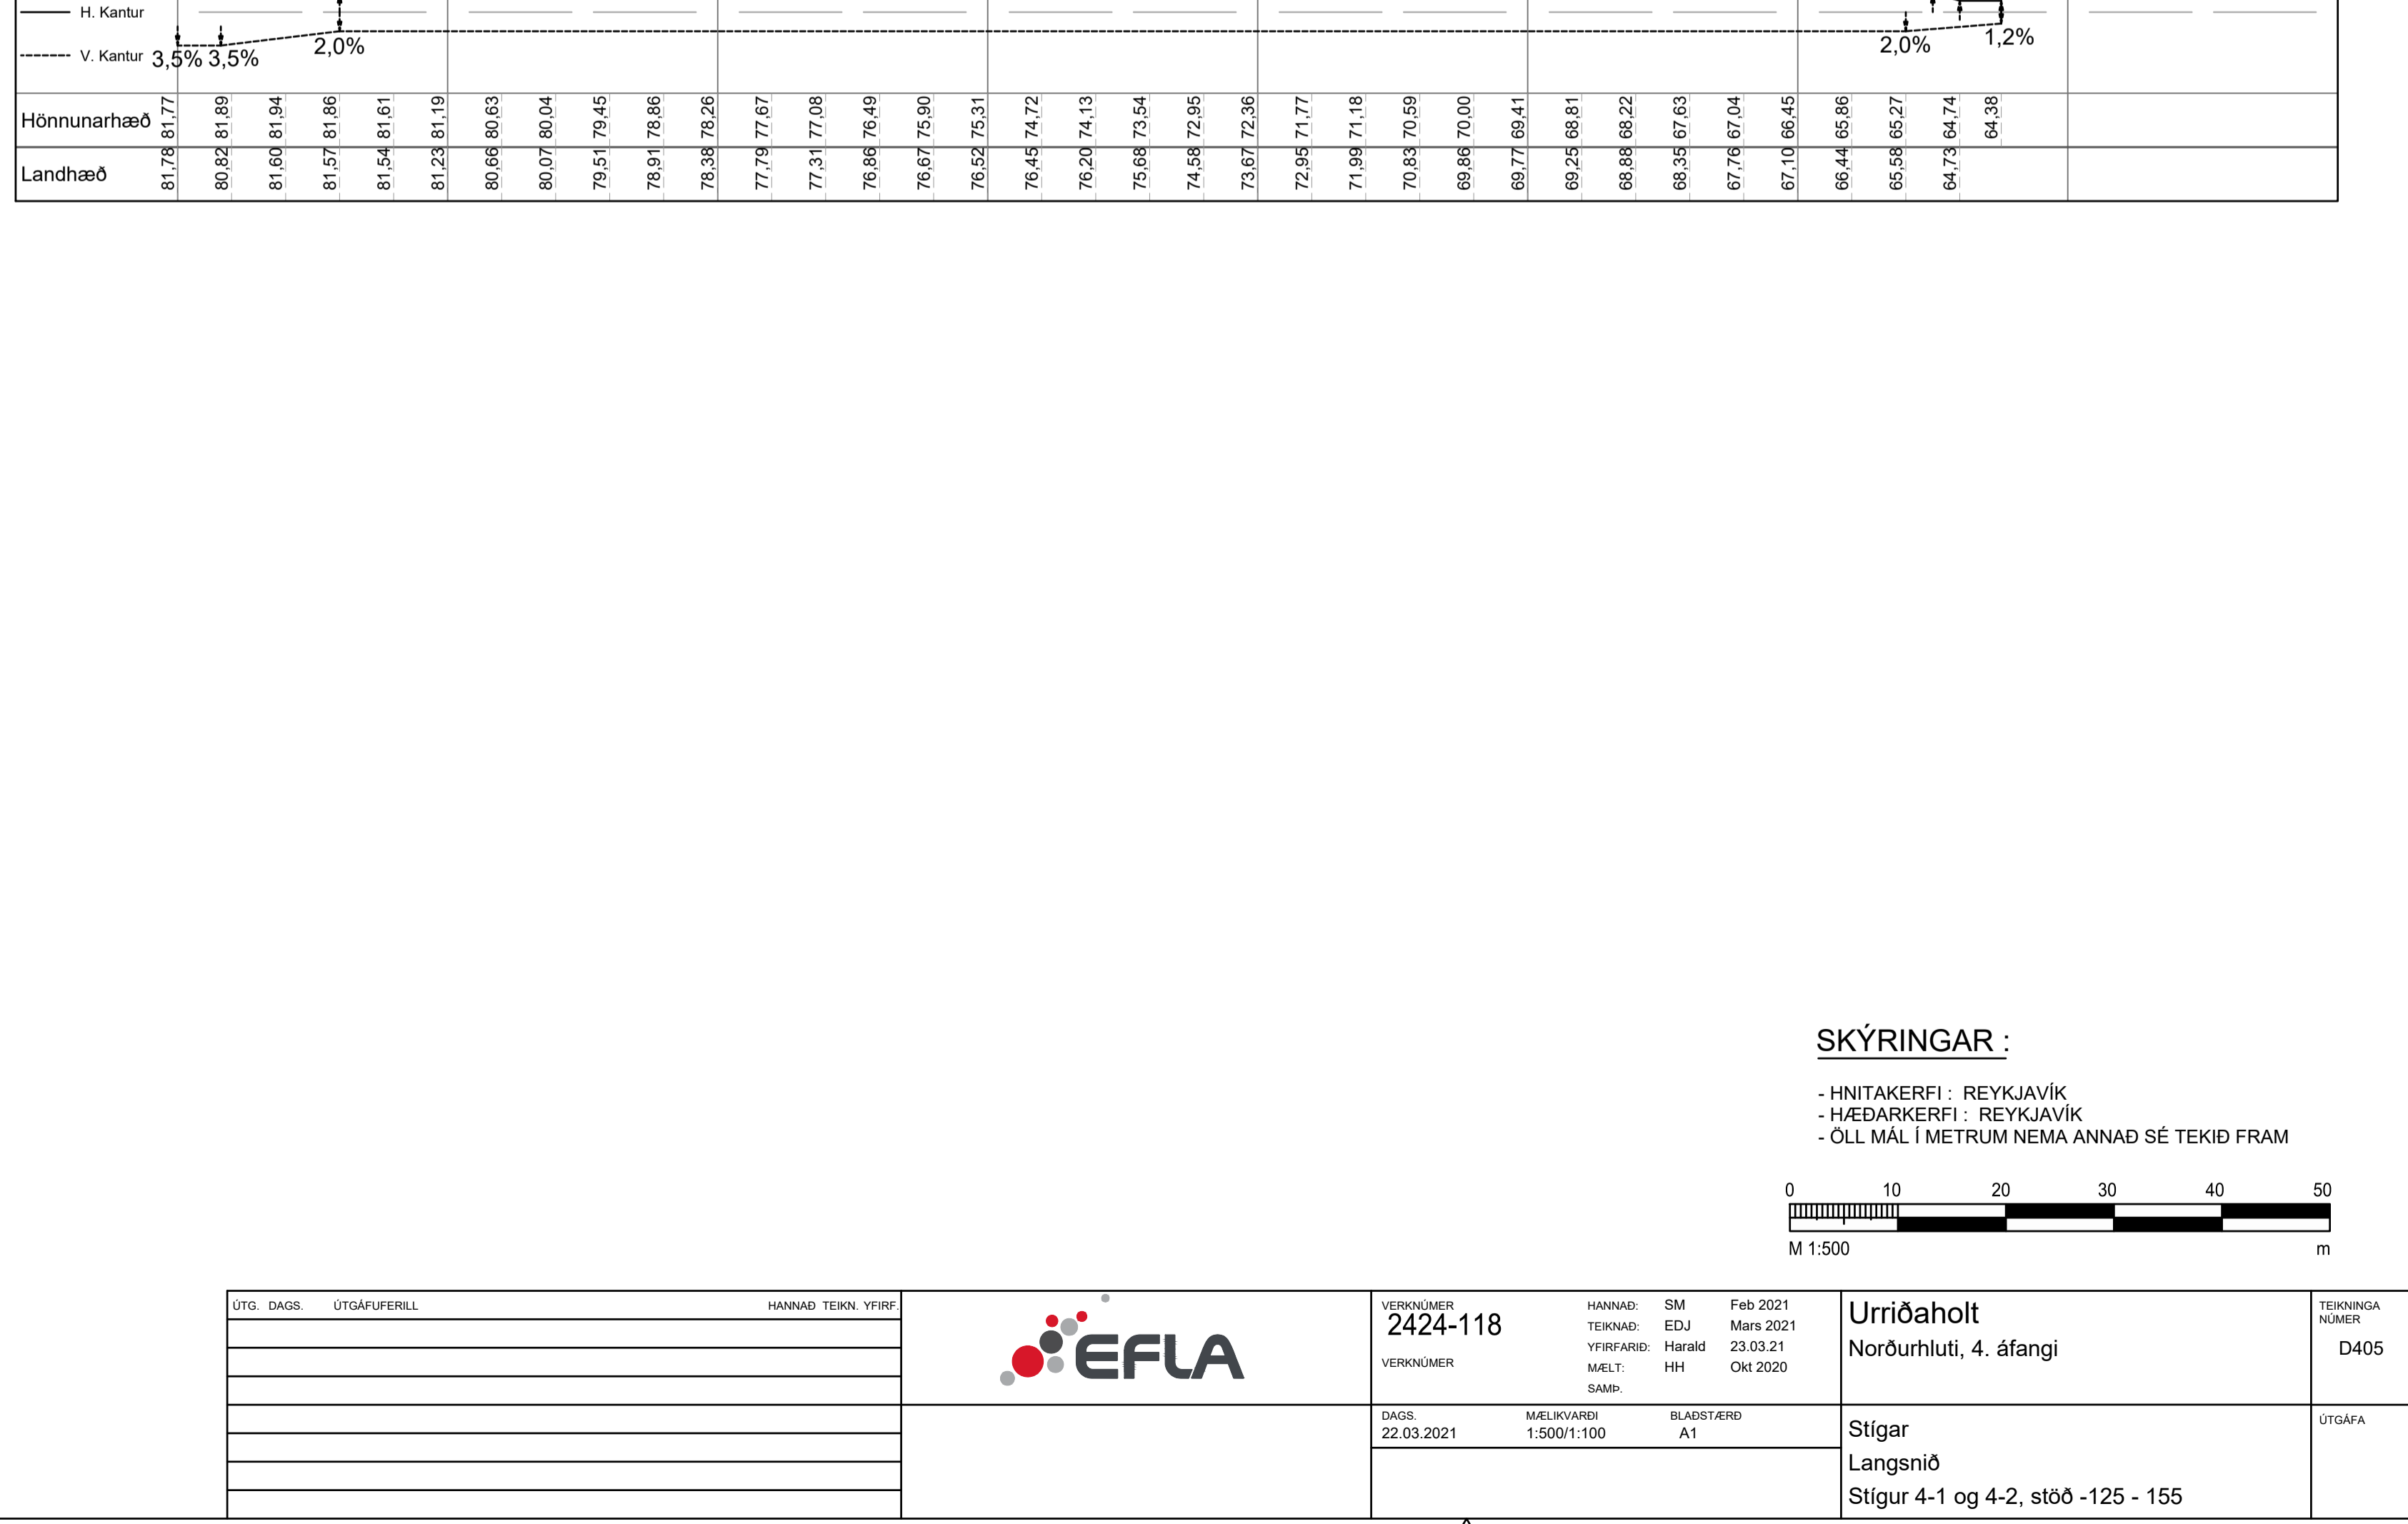 H. Kantur
V. Kantur
3,5% 3,5% 2,0% 2,0% 1,2%
Hönnunarhæð 81,77 81,89 81,94 81,86 81,61 81,19 80,63 80,04 79,45 78,86 78,26 77,67 77,08 76,49 75,90 75,31 74,72 74,13 73,54 72,95 72,36 71,77 71,18 70,59 70,00 69,41 68,81 68,22 67,63 67,04 66,45 65,86 65,27 64,74 64,38
Landhæð 81,78 80,82 81,60 81,57 81,54 81,23 80,66 80,07 79,51 78,91 78,38 77,79 77,31 76,86 76,67 76,52 76,45 76,20 75,68 74,58 73,67 72,95 71,99 70,83 69,86 69,77 69,25 68,88 68,35 67,76 67,10 66,44 65,58 64,73
SKÝRINGAR :
- HNITAKERFI : REYKJAVÍK
- HÆÐARKERFI : REYKJAVÍK
- ÖLL MÁL Í METRUM NEMA ANNAÐ SÉ TEKIÐ FRAM
0 10 20 30 40 50
M 1:500 m
ÚTG. DAGS. ÚTGÁFUFERILL HANNAÐ TEIKN. YFIRF.
EFLA
VERKNÚMER
2424-118
VERKNÚMER
HANNAÐ: SM Feb 2021
TEIKNAÐ: EDJ Mars 2021
YFIRFARIÐ: Harald 23.03.21
MÆLT: HH Okt 2020
SAMÞ.
DAGS. MÆLIKVARÐI BLAÐSTÆRÐ
22.03.2021 1:500/1:100 A1
Urriðaholt
Norðurhluti, 4. áfangi
Stígar
Langsnið
Stígur 4-1 og 4-2, stöð -125 - 155
TEIKNINGA
NÚMER
D405
ÚTGÁFA